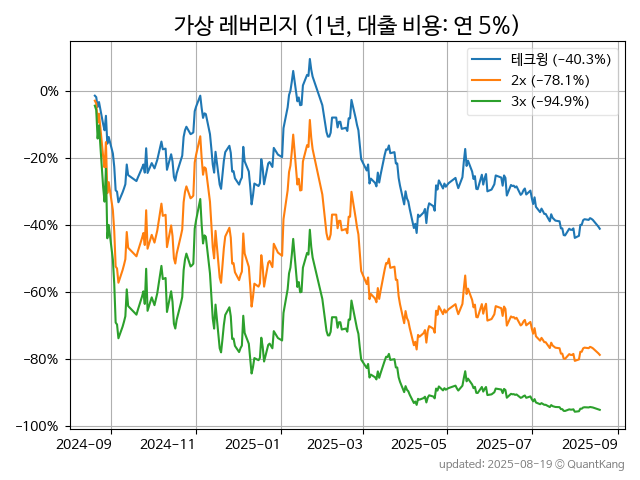 가상 레버리지 (1년, 대출 비용: 연 5%)
테크윙 (−40.3%)
2x (−78.1%)
3x (−94.9%)
0%
−20%
−40%
−60%
−80%
−100%
2024-09 2024-11 2025-01 2025-03 2025-05 2025-07 2025-09
updated: 2025-08-19 © QuantKang